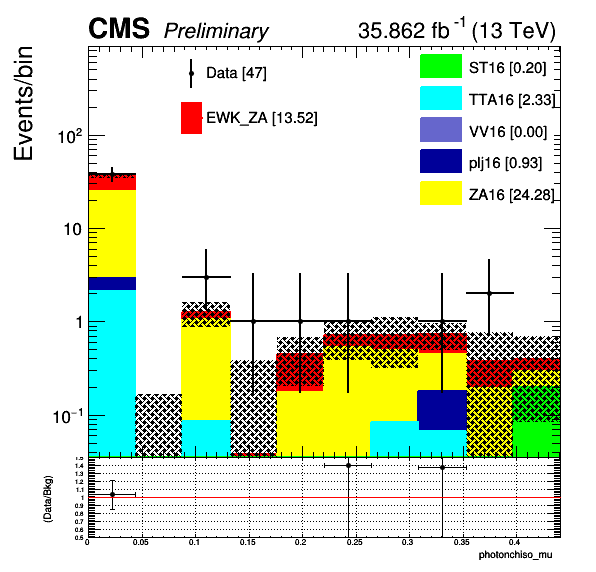 CMS Preliminary 35.862 fb⁻¹ (13 TeV)
Events/bin
Data [47]
EWK_ZA [13.52]
ST16 [0.20]
TTA16 [2.33]
VV16 [0.00]
plj16 [0.93]
ZA16 [24.28]
10²
10
1
10⁻¹
(Data/Bkg)
1.5
1.4
1.3
1.2
1.1
1
0.9
0.8
0.7
0.6
0.5
0 0.05 0.1 0.15 0.2 0.25 0.3 0.35 0.4
photonchiso_mu